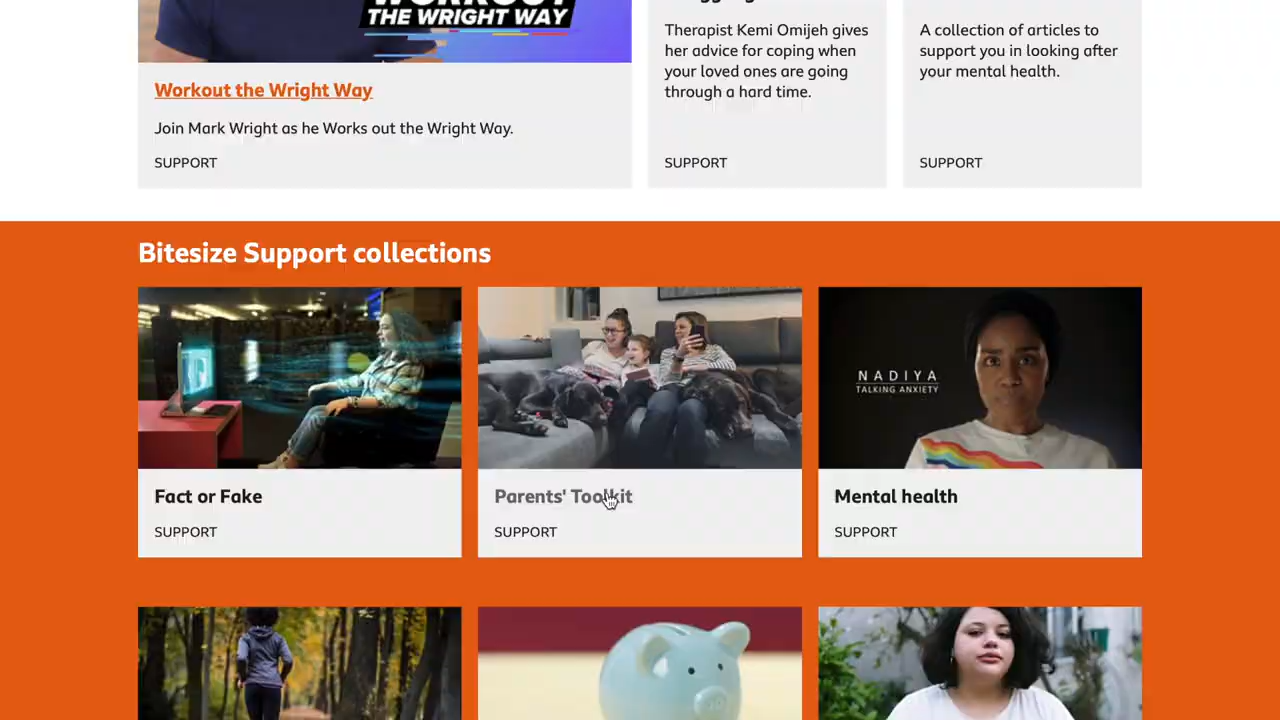 THE WRIGHT WAY
Workout the Wright Way
Join Mark Wright as he Works out the Wright Way.
SUPPORT
Therapist Kemi Omijeh gives
her advice for coping when
your loved ones are going
through a hard time.
SUPPORT
A collection of articles to
support you in looking after
your mental health.
SUPPORT
Bitesize Support collections
NADIYA
TALKING ANXIETY
Fact or Fake
SUPPORT
Parents' Toolkit
SUPPORT
Mental health
SUPPORT